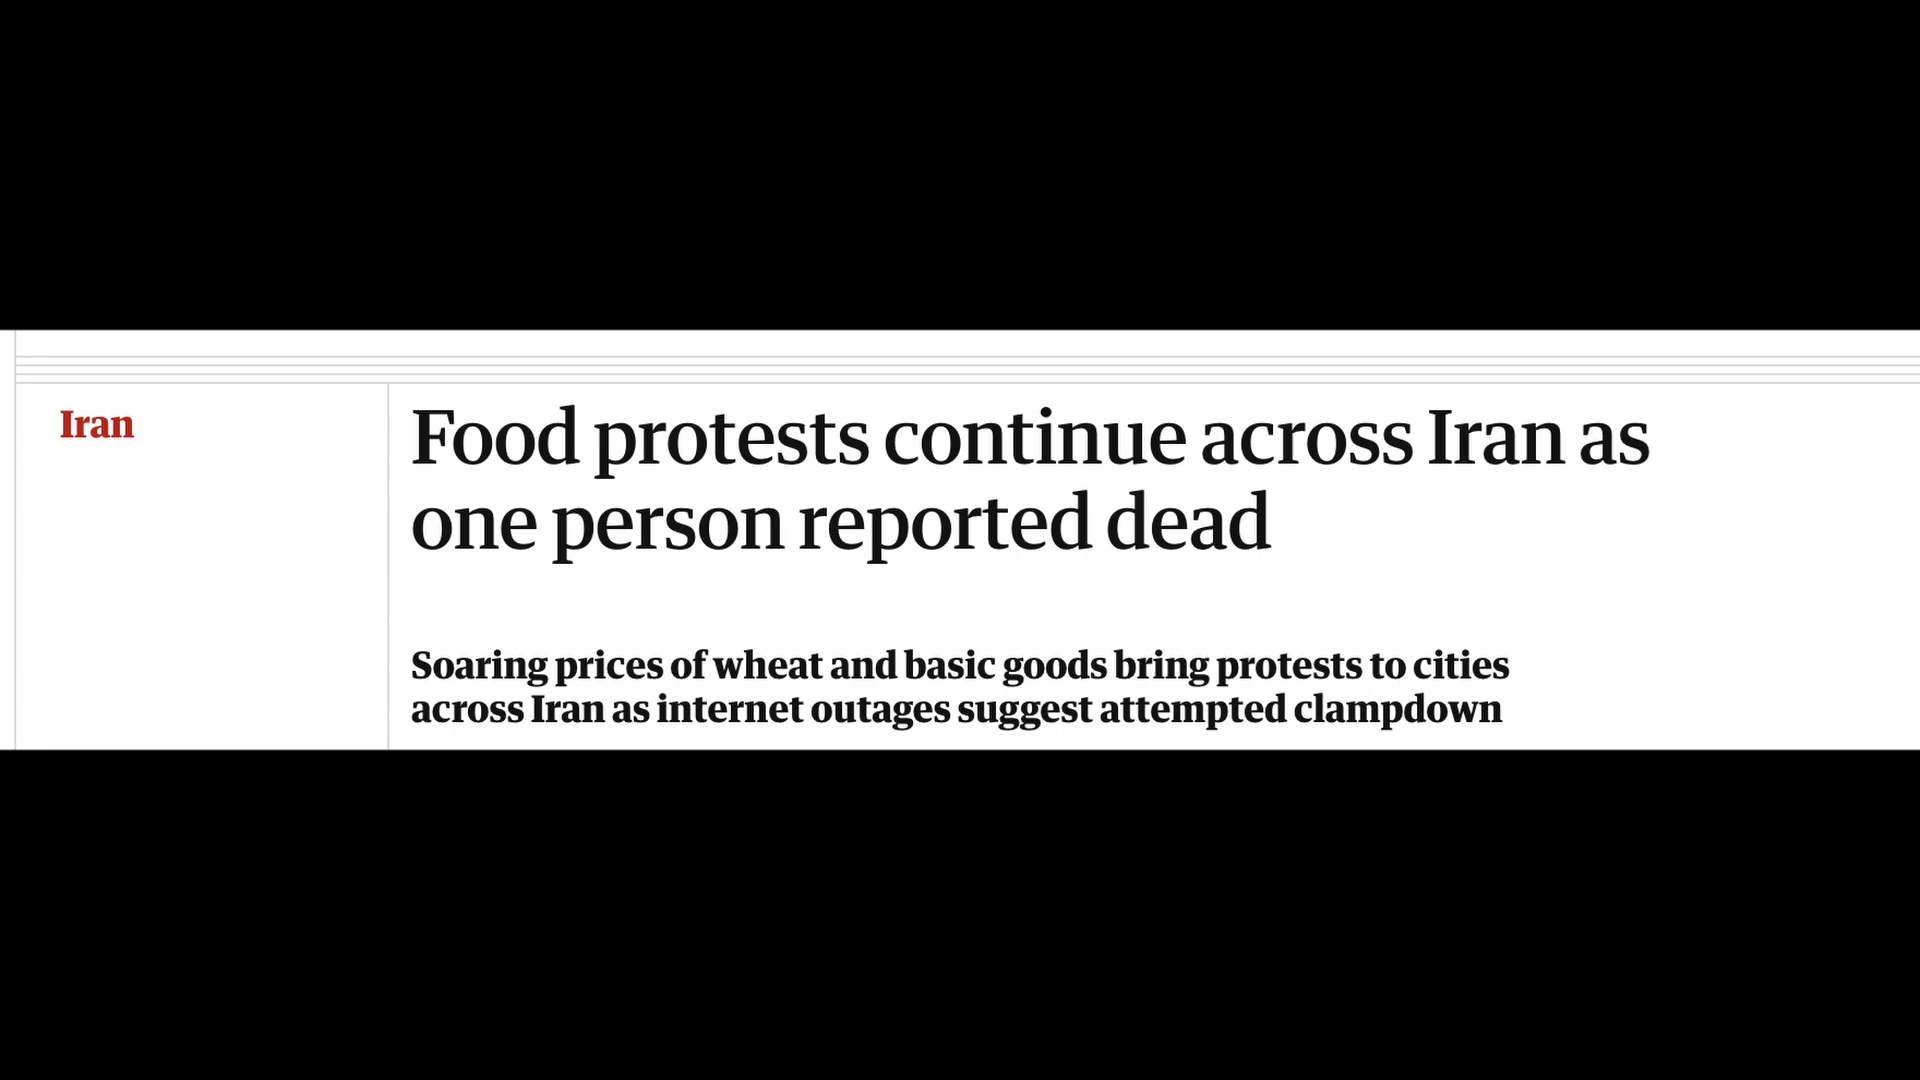 Iran
Food protests continue across Iran as
one person reported dead
Soaring prices of wheat and basic goods bring protests to cities
across Iran as internet outages suggest attempted clampdown